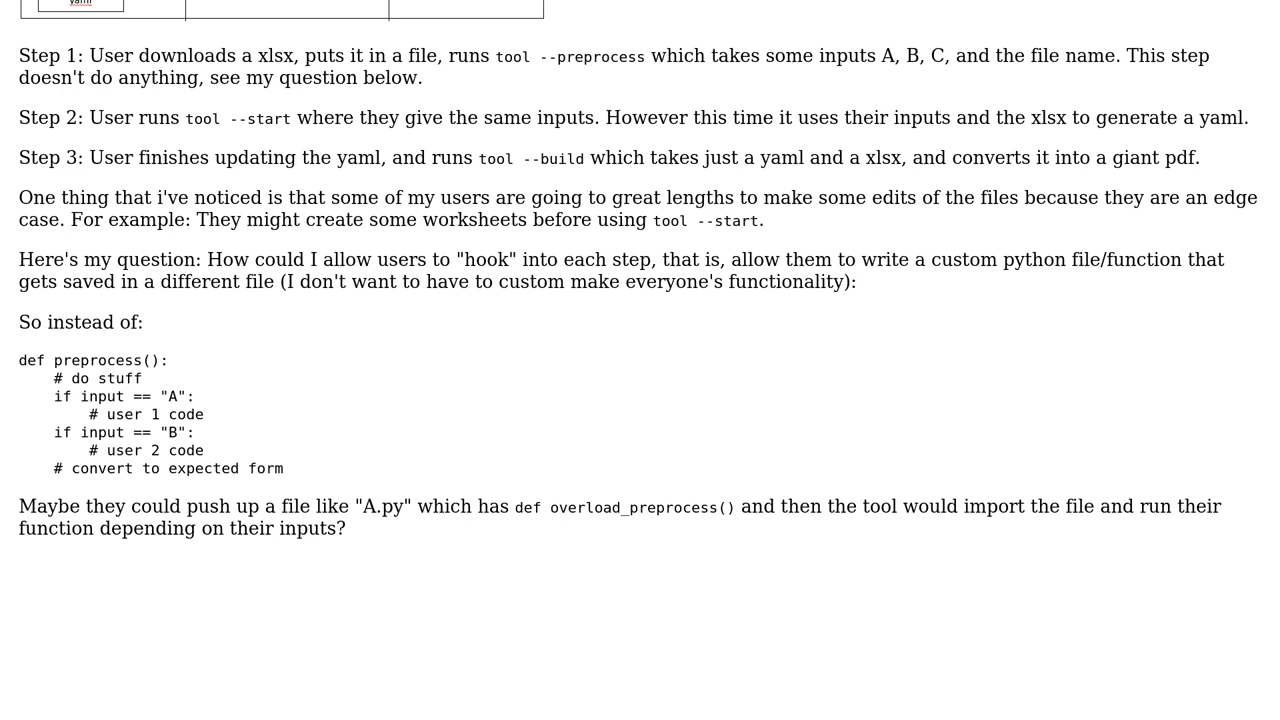 yaml
Step 1: User downloads a xlsx, puts it in a file, runs tool --preprocess which takes some inputs A, B, C, and the file name. This step
doesn't do anything, see my question below.
Step 2: User runs tool --start where they give the same inputs. However this time it uses their inputs and the xlsx to generate a yaml.
Step 3: User finishes updating the yaml, and runs tool --build which takes just a yaml and a xlsx, and converts it into a giant pdf.
One thing that i've noticed is that some of my users are going to great lengths to make some edits of the files because they are an edge
case. For example: They might create some worksheets before using tool --start.
Here's my question: How could I allow users to "hook" into each step, that is, allow them to write a custom python file/function that
gets saved in a different file (I don't want to have to custom make everyone's functionality):
So instead of:
def preprocess():
    # do stuff
    if input == "A":
        # user 1 code
    if input == "B":
        # user 2 code
    # convert to expected form
Maybe they could push up a file like "A.py" which has def overload_preprocess() and then the tool would import the file and run their
function depending on their inputs?